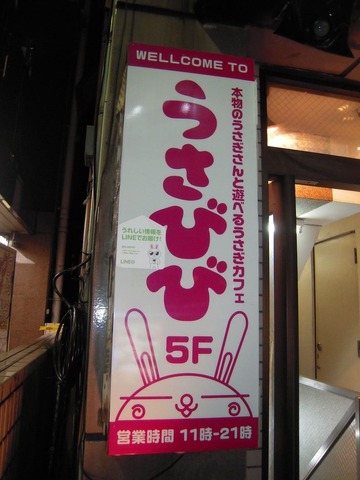 WELLCOME TO
うさびび
本物のうさぎさんと遊べるうさぎカフェ
うれしい情報を
LINEでお届け!
5F
営業時間 11時-21時